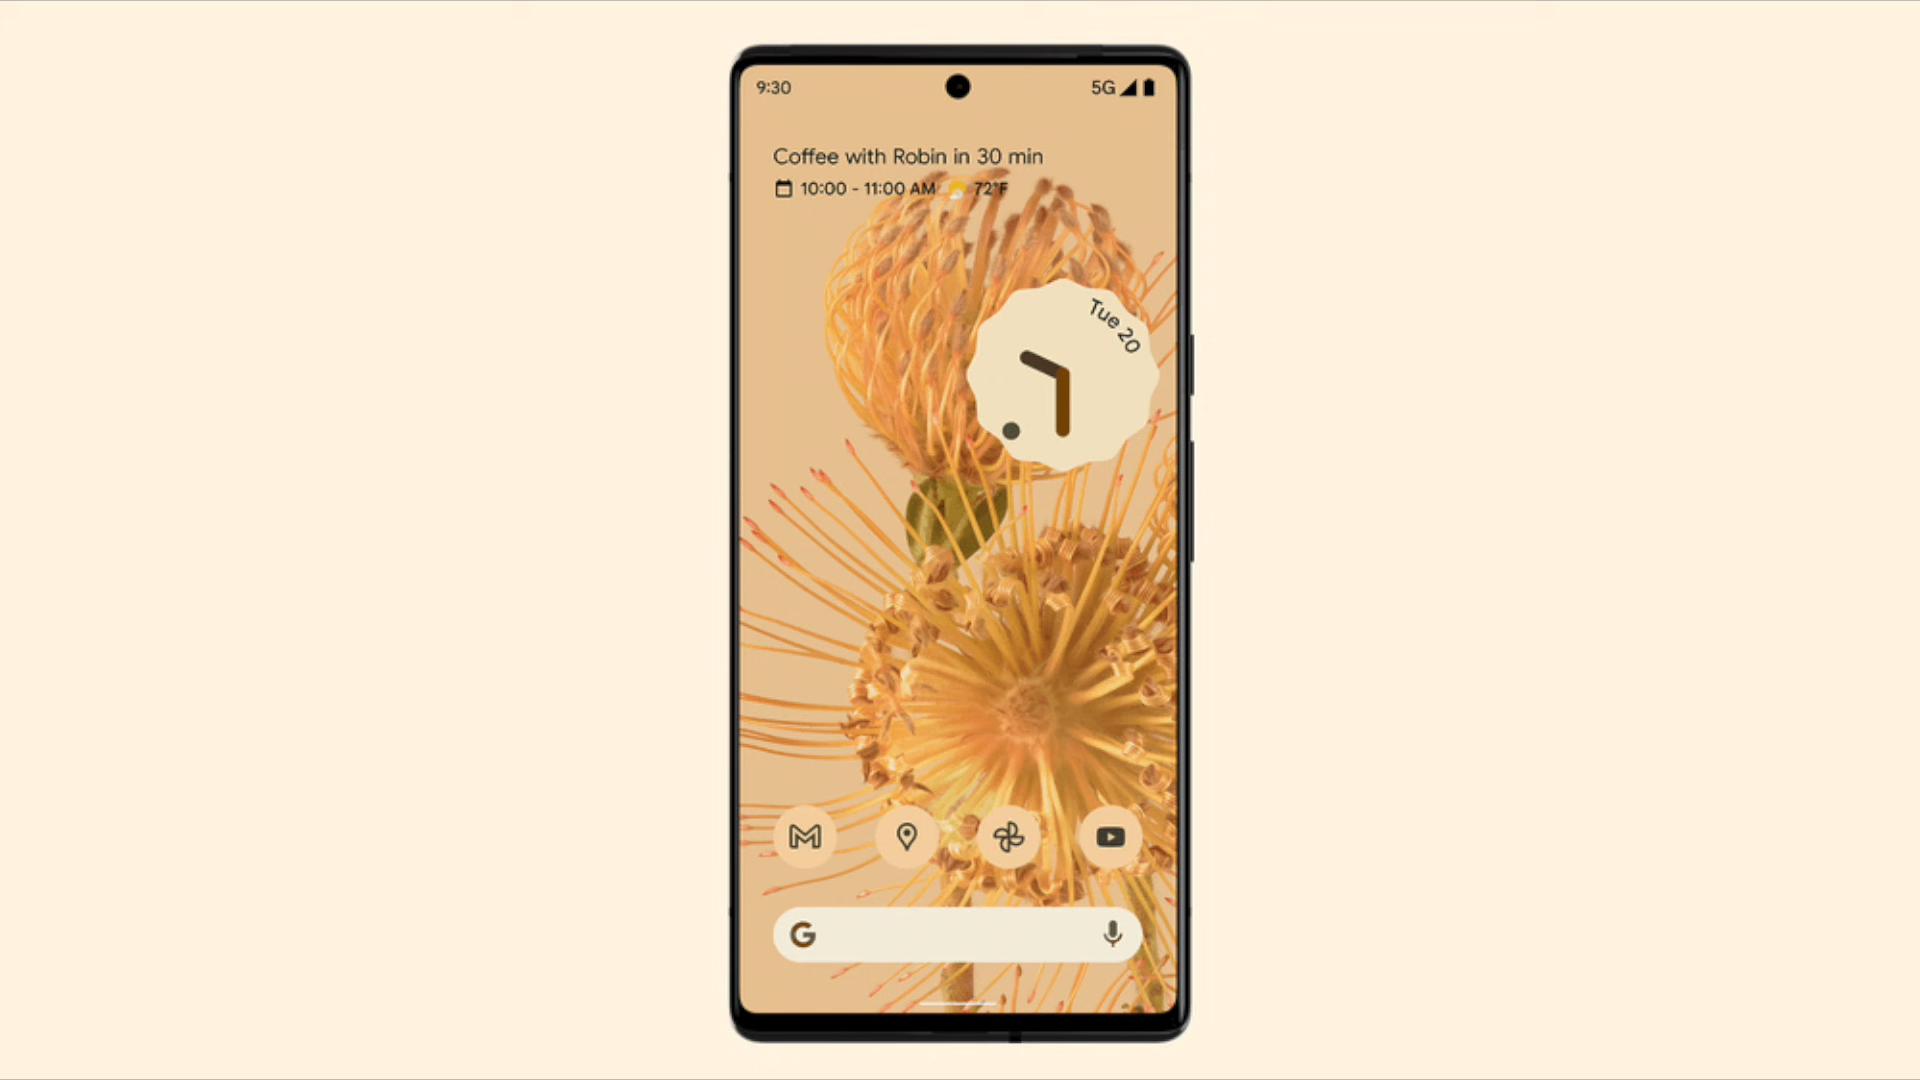 9:30
5G
Coffee with Robin in 30 min
10:00 - 11:00 AM 72°F
Tue 20
G